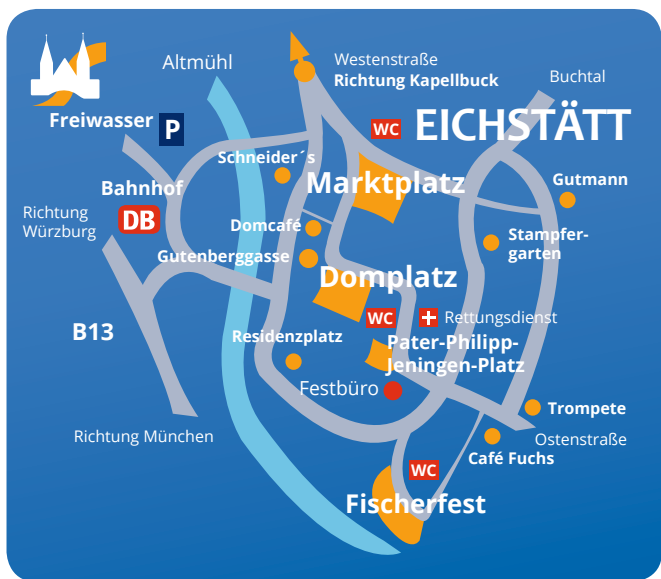 Altmühl
Westenstraße
Richtung Kapellbuck
Buchtal
Freiwasser P
WC EICHSTÄTT
Schneider´s
Marktplatz
Gutmann
Bahnhof
DB
Richtung
Würzburg
Domcafé
Stampfer-
garten
Gutenberggasse
Domplatz
WC
Rettungsdienst
B13
Residenzplatz
Pater-Philipp-
Jeningen-Platz
Festbüro
Trompete
Richtung München
Ostenstraße
Café Fuchs
WC
Fischerfest